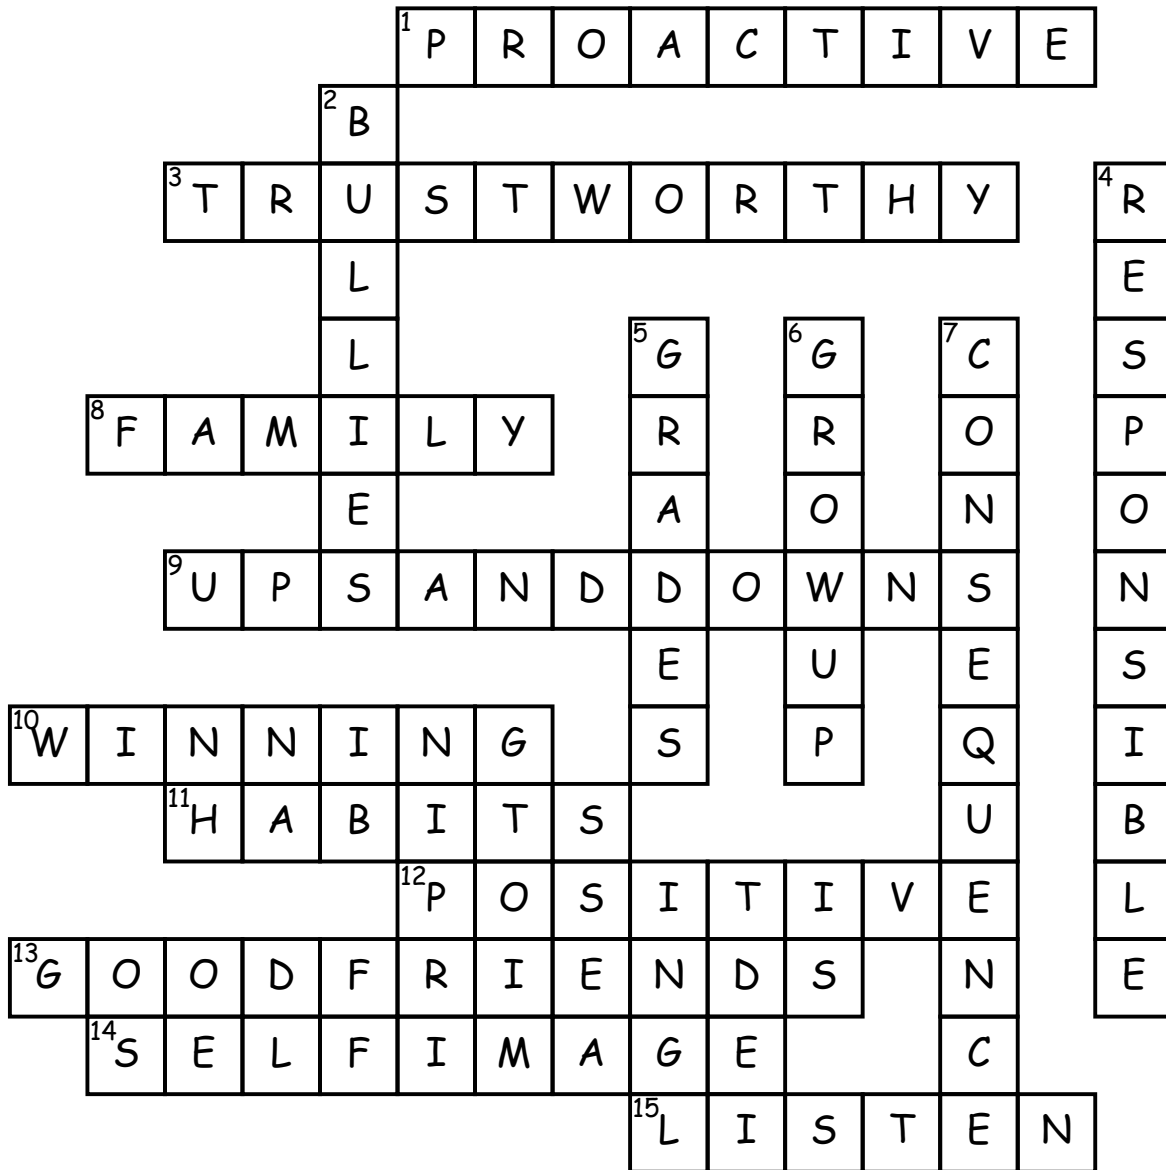 1 P R O A C T I V E
2 B
3 T R U S T W O R T H Y 4 R
L E
L 5 G 6 G 7 C S
8 F A M I L Y R R O P
E A O N O
9 U P S A N D D O W N S N
E U E S
10 W I N N I N G S P Q I
11 H A B I T S U B
12 P O S I T I V E L
13 G O O D F R I E N D S N E
14 S E L F I M A G E C
15 L I S T E N